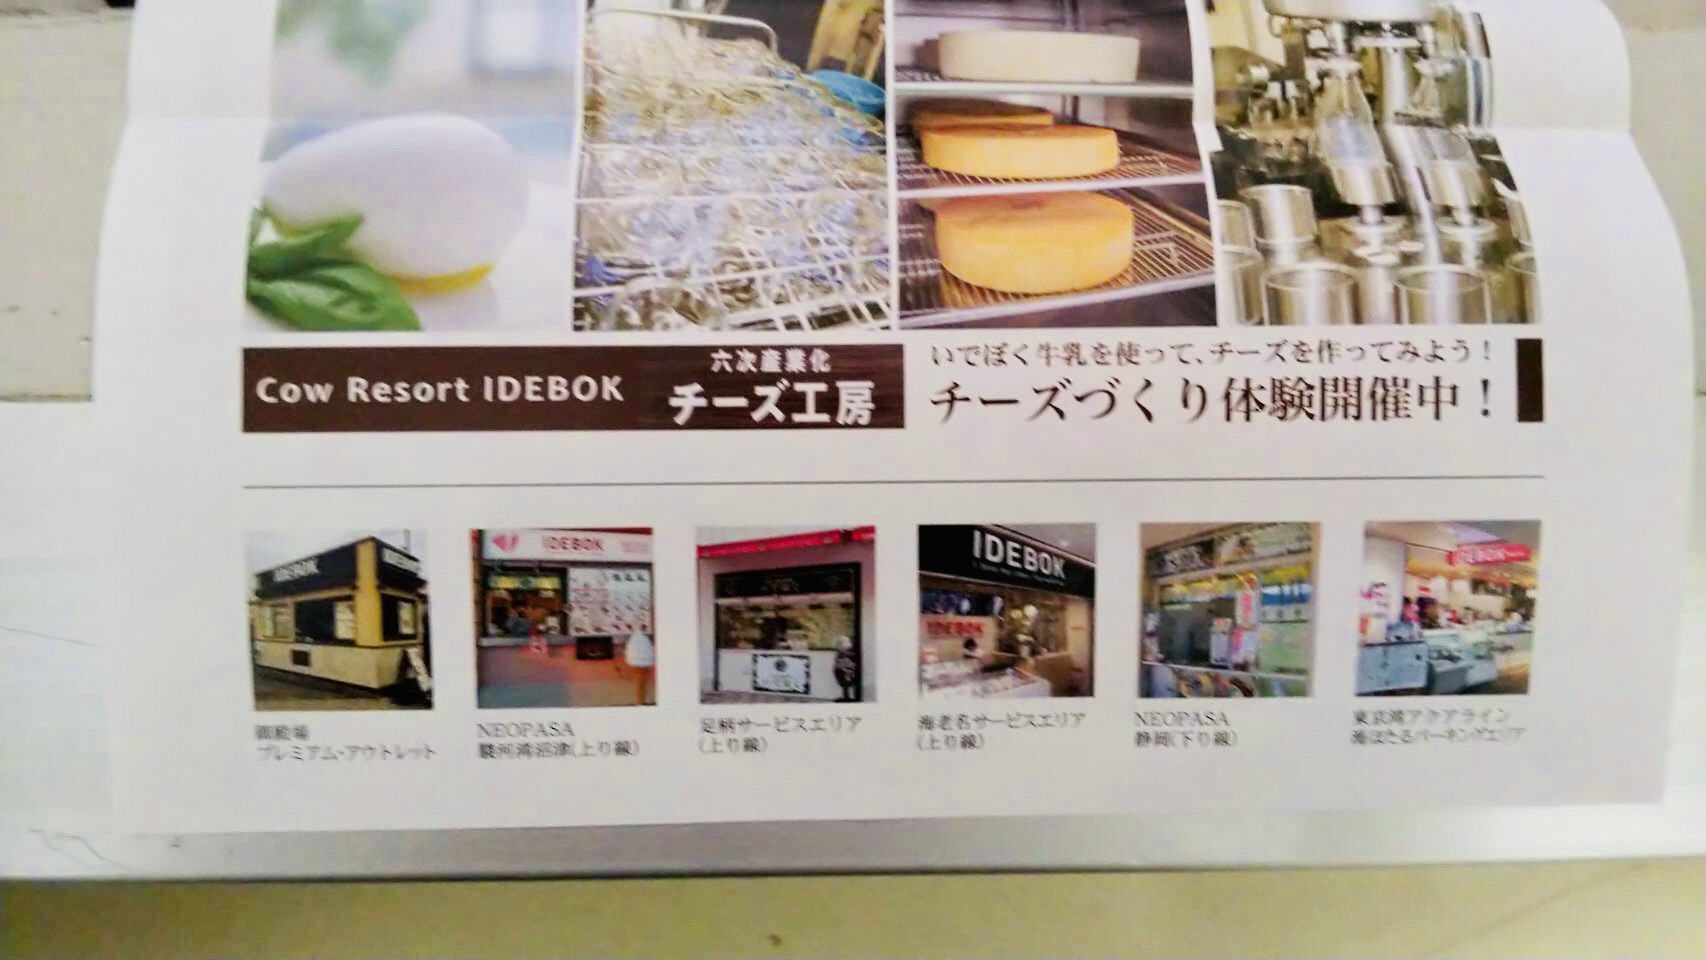 Cow Resort IDEBOK
六次産業化
チーズ工房
いでぼく牛乳を使って、チーズを作ってみよう！
チーズづくり体験開催中！
IDEBOK
IDEBOK
IDEBOK
IDEBOK
IDEBOK
IDEBOK
御殿場
プレミアム・アウトレット
NEOPASA
駿河湾沼津(上り線)
足柄サービスエリア
(上り線)
海老名サービスエリア
(上り線)
NEOPASA
静岡(下り線)
東京湾アクアライン
海ほたるパーキングエリア